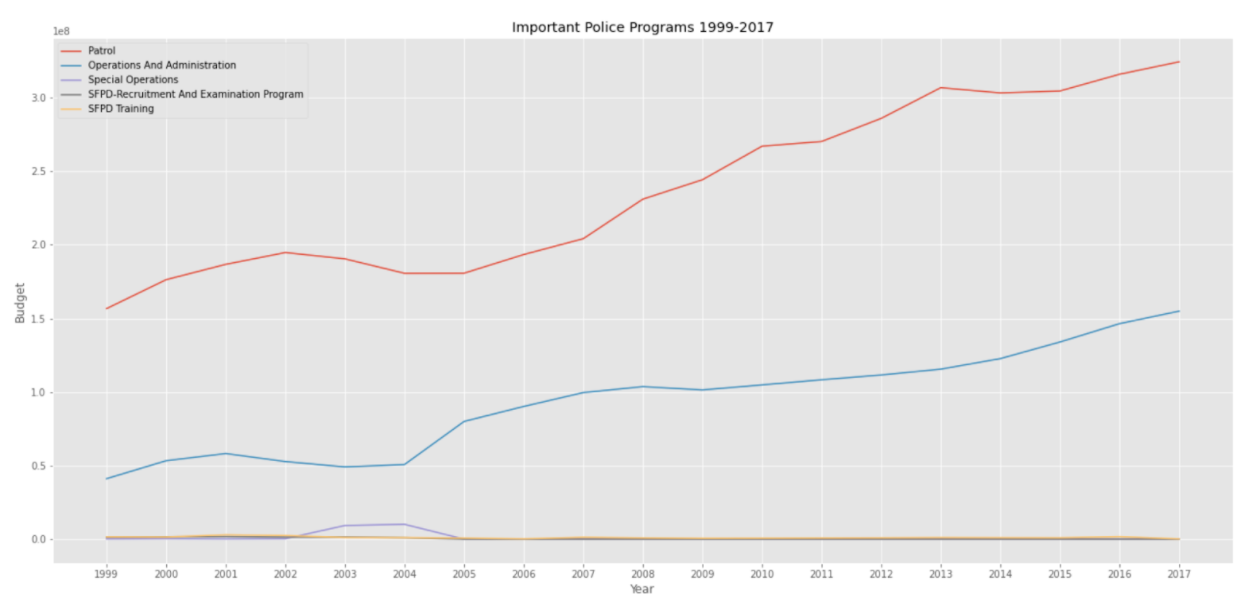 Important Police Programs 1999-2017
1e8
Patrol
Operations And Administration
Special Operations
SFPD-Recruitment And Examination Program
SFPD Training
3.0
2.5
2.0
1.5
1.0
0.5
0.0
Budget
1999 2000 2001 2002 2003 2004 2005 2006 2007 2008 2009 2010 2011 2012 2013 2014 2015 2016 2017
Year